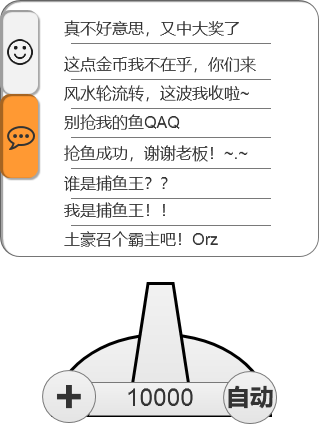 真不好意思，又中大奖了
这点金币我不在乎，你们来
风水轮流转，这波我收啦~
别抢我的鱼QAQ
抢鱼成功，谢谢老板！~.~
谁是捕鱼王？？
我是捕鱼王！！
土豪召个霸主吧！Orz
+ 10000 自动